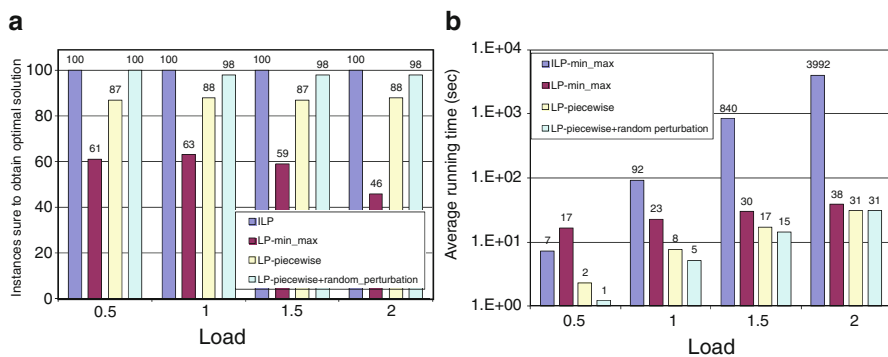 a
Instances sure to obtain optimal solution
100
80
60
40
20
0
100 61 87 100
100 63 88 98
100 59 87 98
100 46 88 98
ILP
LP-min_max
LP-piecewise
LP-piecewise+random_perturbation
0.5 1 1.5 2
Load
b
Average running time (sec)
1.E+04
1.E+03
1.E+02
1.E+01
1.E+00
ILP-min_max
LP-min_max
LP-piecewise
LP-piecewise+random perturbation
7 17 2 1
92 23 8 5
840 30 17 15
3992 38 31 31
0.5 1 1.5 2
Load